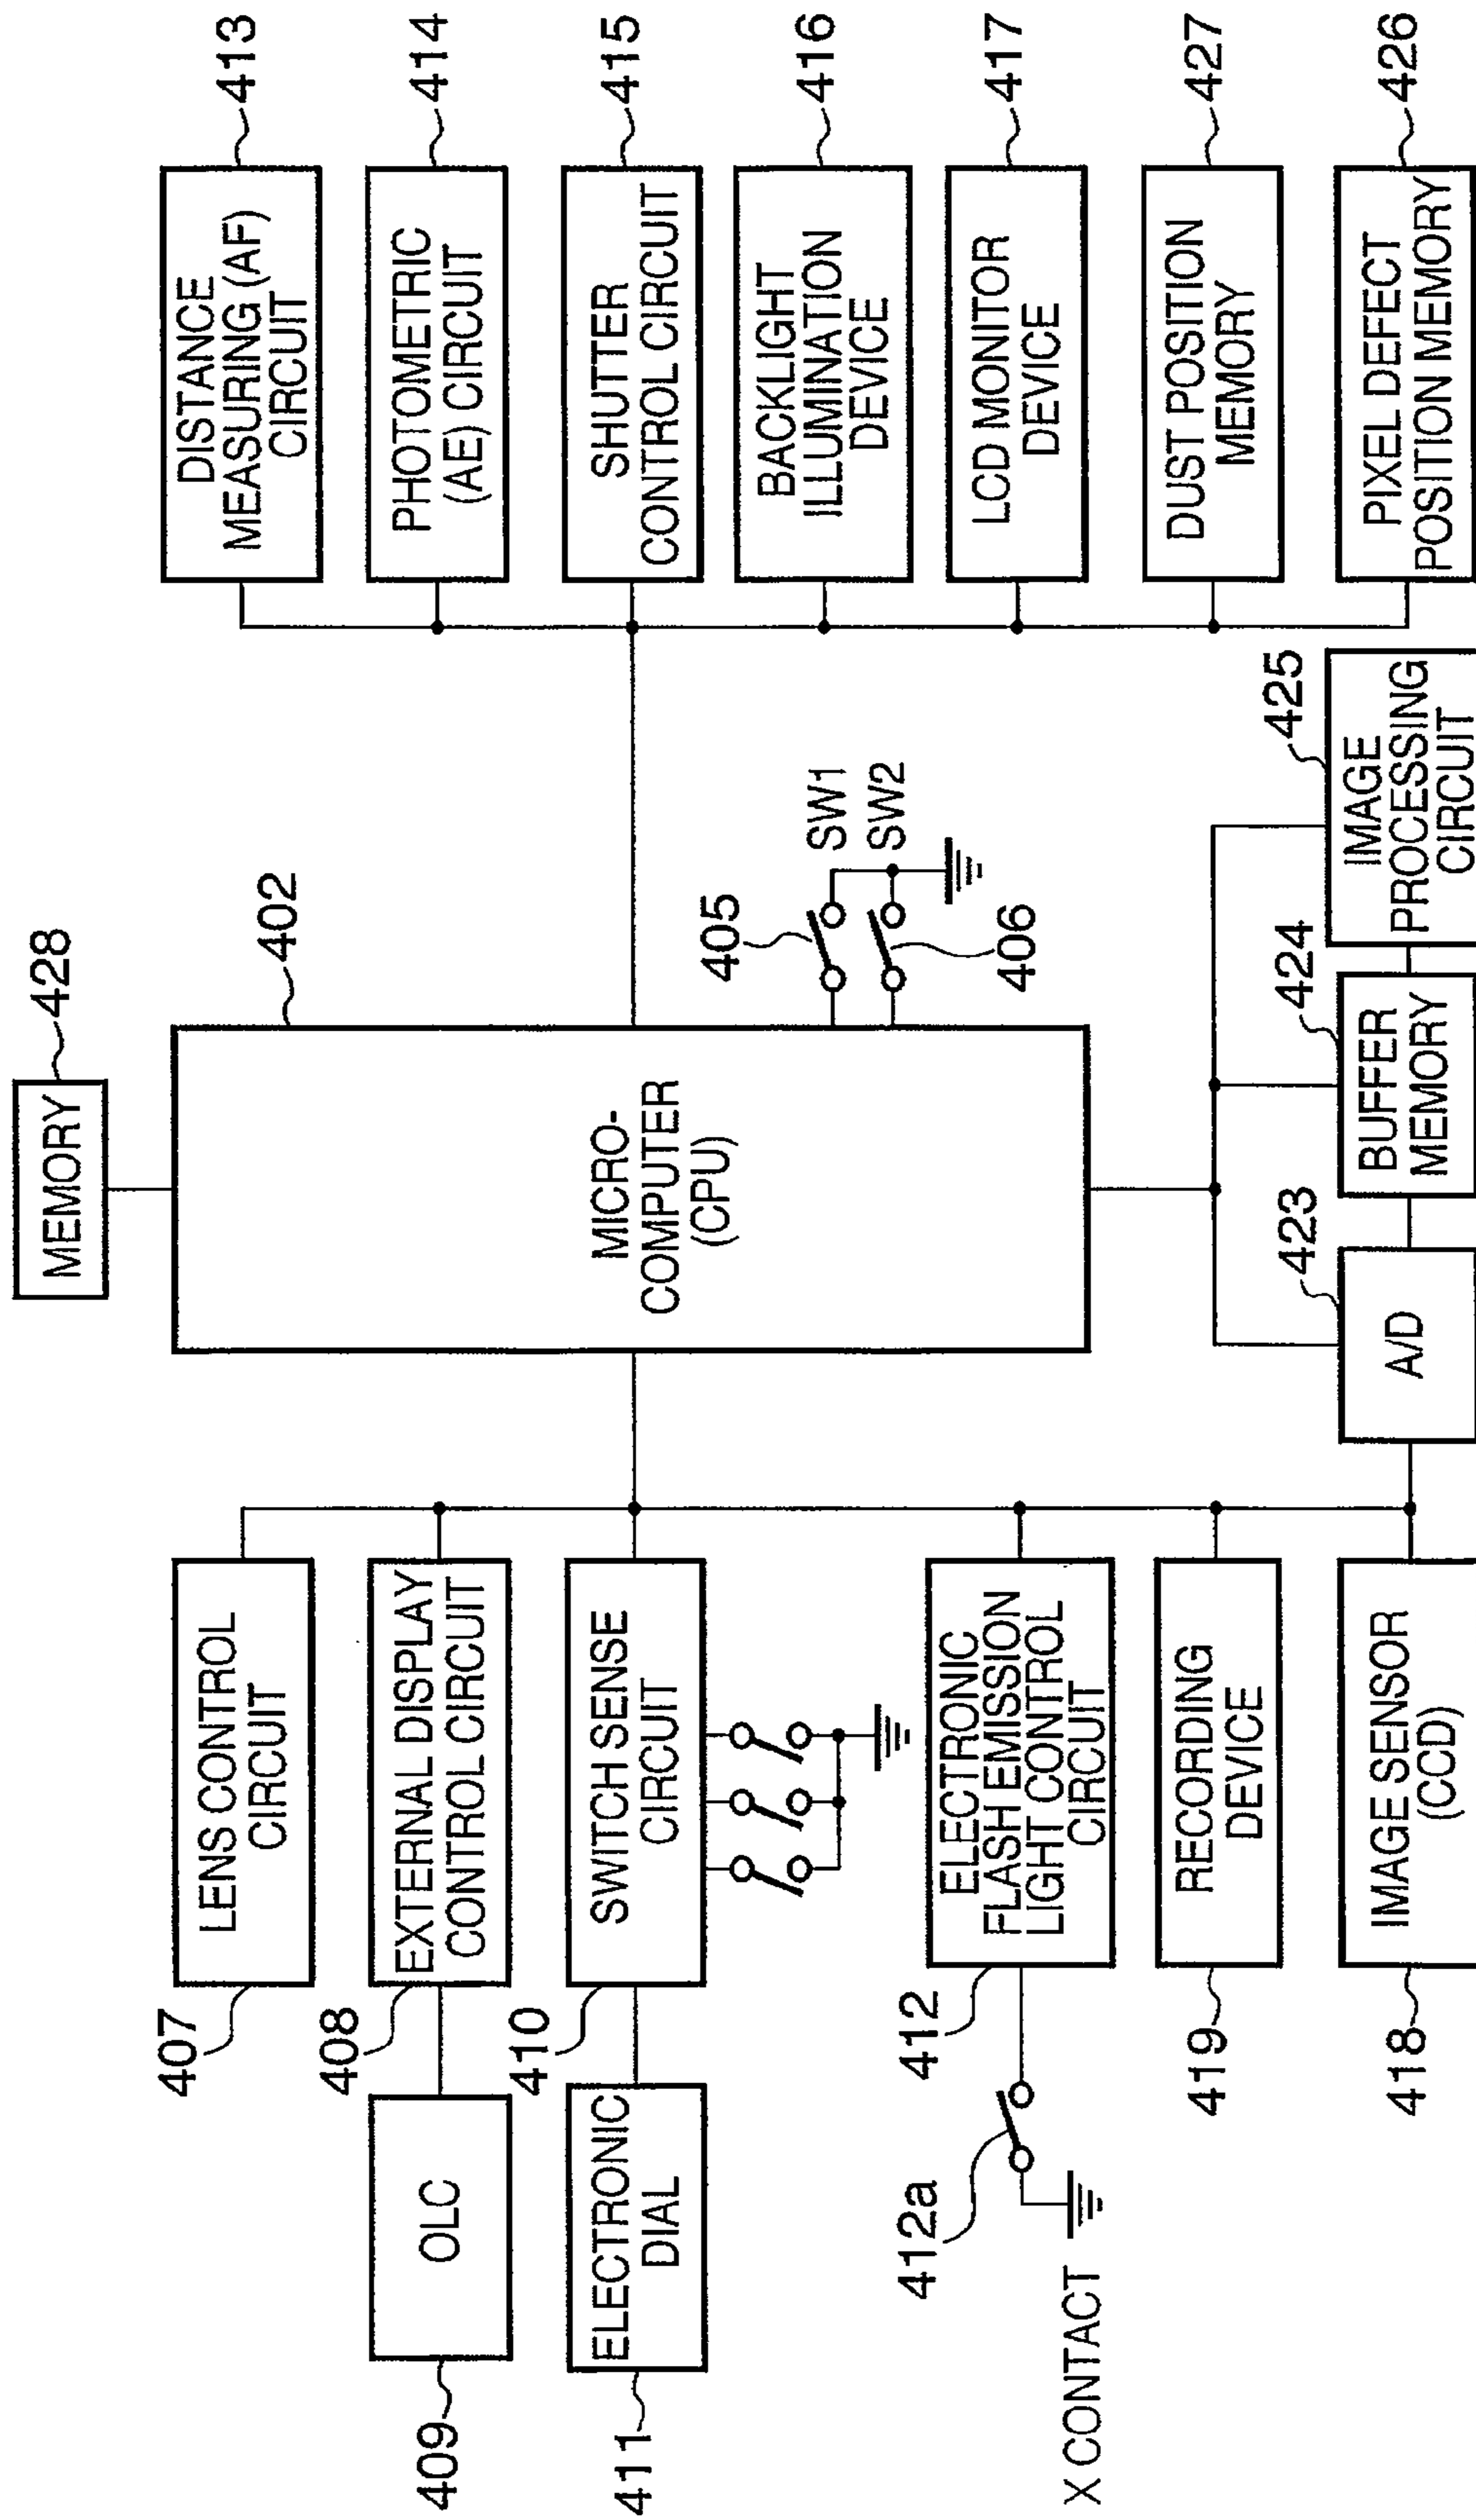 428
MEMORY
402
MICRO-
COMPUTER
(CPU)
407
LENS CONTROL
CIRCUIT
409
OLC
408
EXTERNAL DISPLAY
CONTROL CIRCUIT
411
ELECTRONIC
DIAL
410
SWITCH SENSE
CIRCUIT
X CONTACT
412a
412
ELECTRONIC
FLASH EMISSION
LIGHT CONTROL
CIRCUIT
419
RECORDING
DEVICE
418
IMAGE SENSOR
(CCD)
423
A/D
424
BUFFER
MEMORY
425
IMAGE
PROCESSING
CIRCUIT
405
SW1
SW2
406
DISTANCE
MEASURING (AF)
CIRCUIT
413
PHOTOMETRIC
(AE) CIRCUIT
414
SHUTTER
CONTROL CIRCUIT
415
BACKLIGHT
ILLUMINATION
DEVICE
416
LCD MONITOR
DEVICE
417
DUST POSITION
MEMORY
427
PIXEL DEFECT
POSITION MEMORY
426